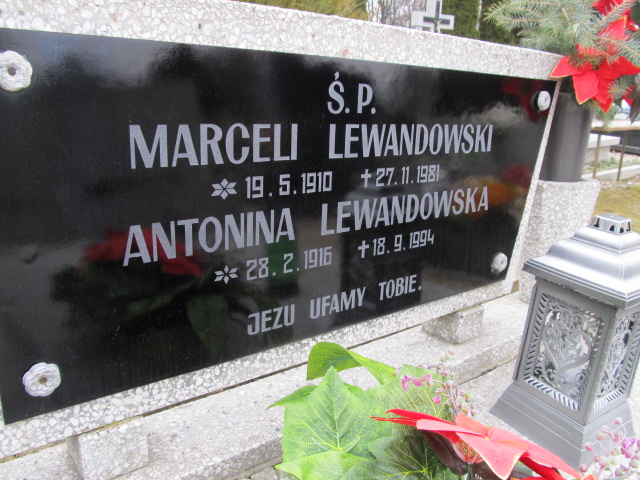 Ś.P.
MARCELI LEWANDOWSKI
19.5.1910 27.11.1981
ANTONINA LEWANDOWSKA
28.2.1916 18.9.1994
JEZU UFAMY TOBIE.